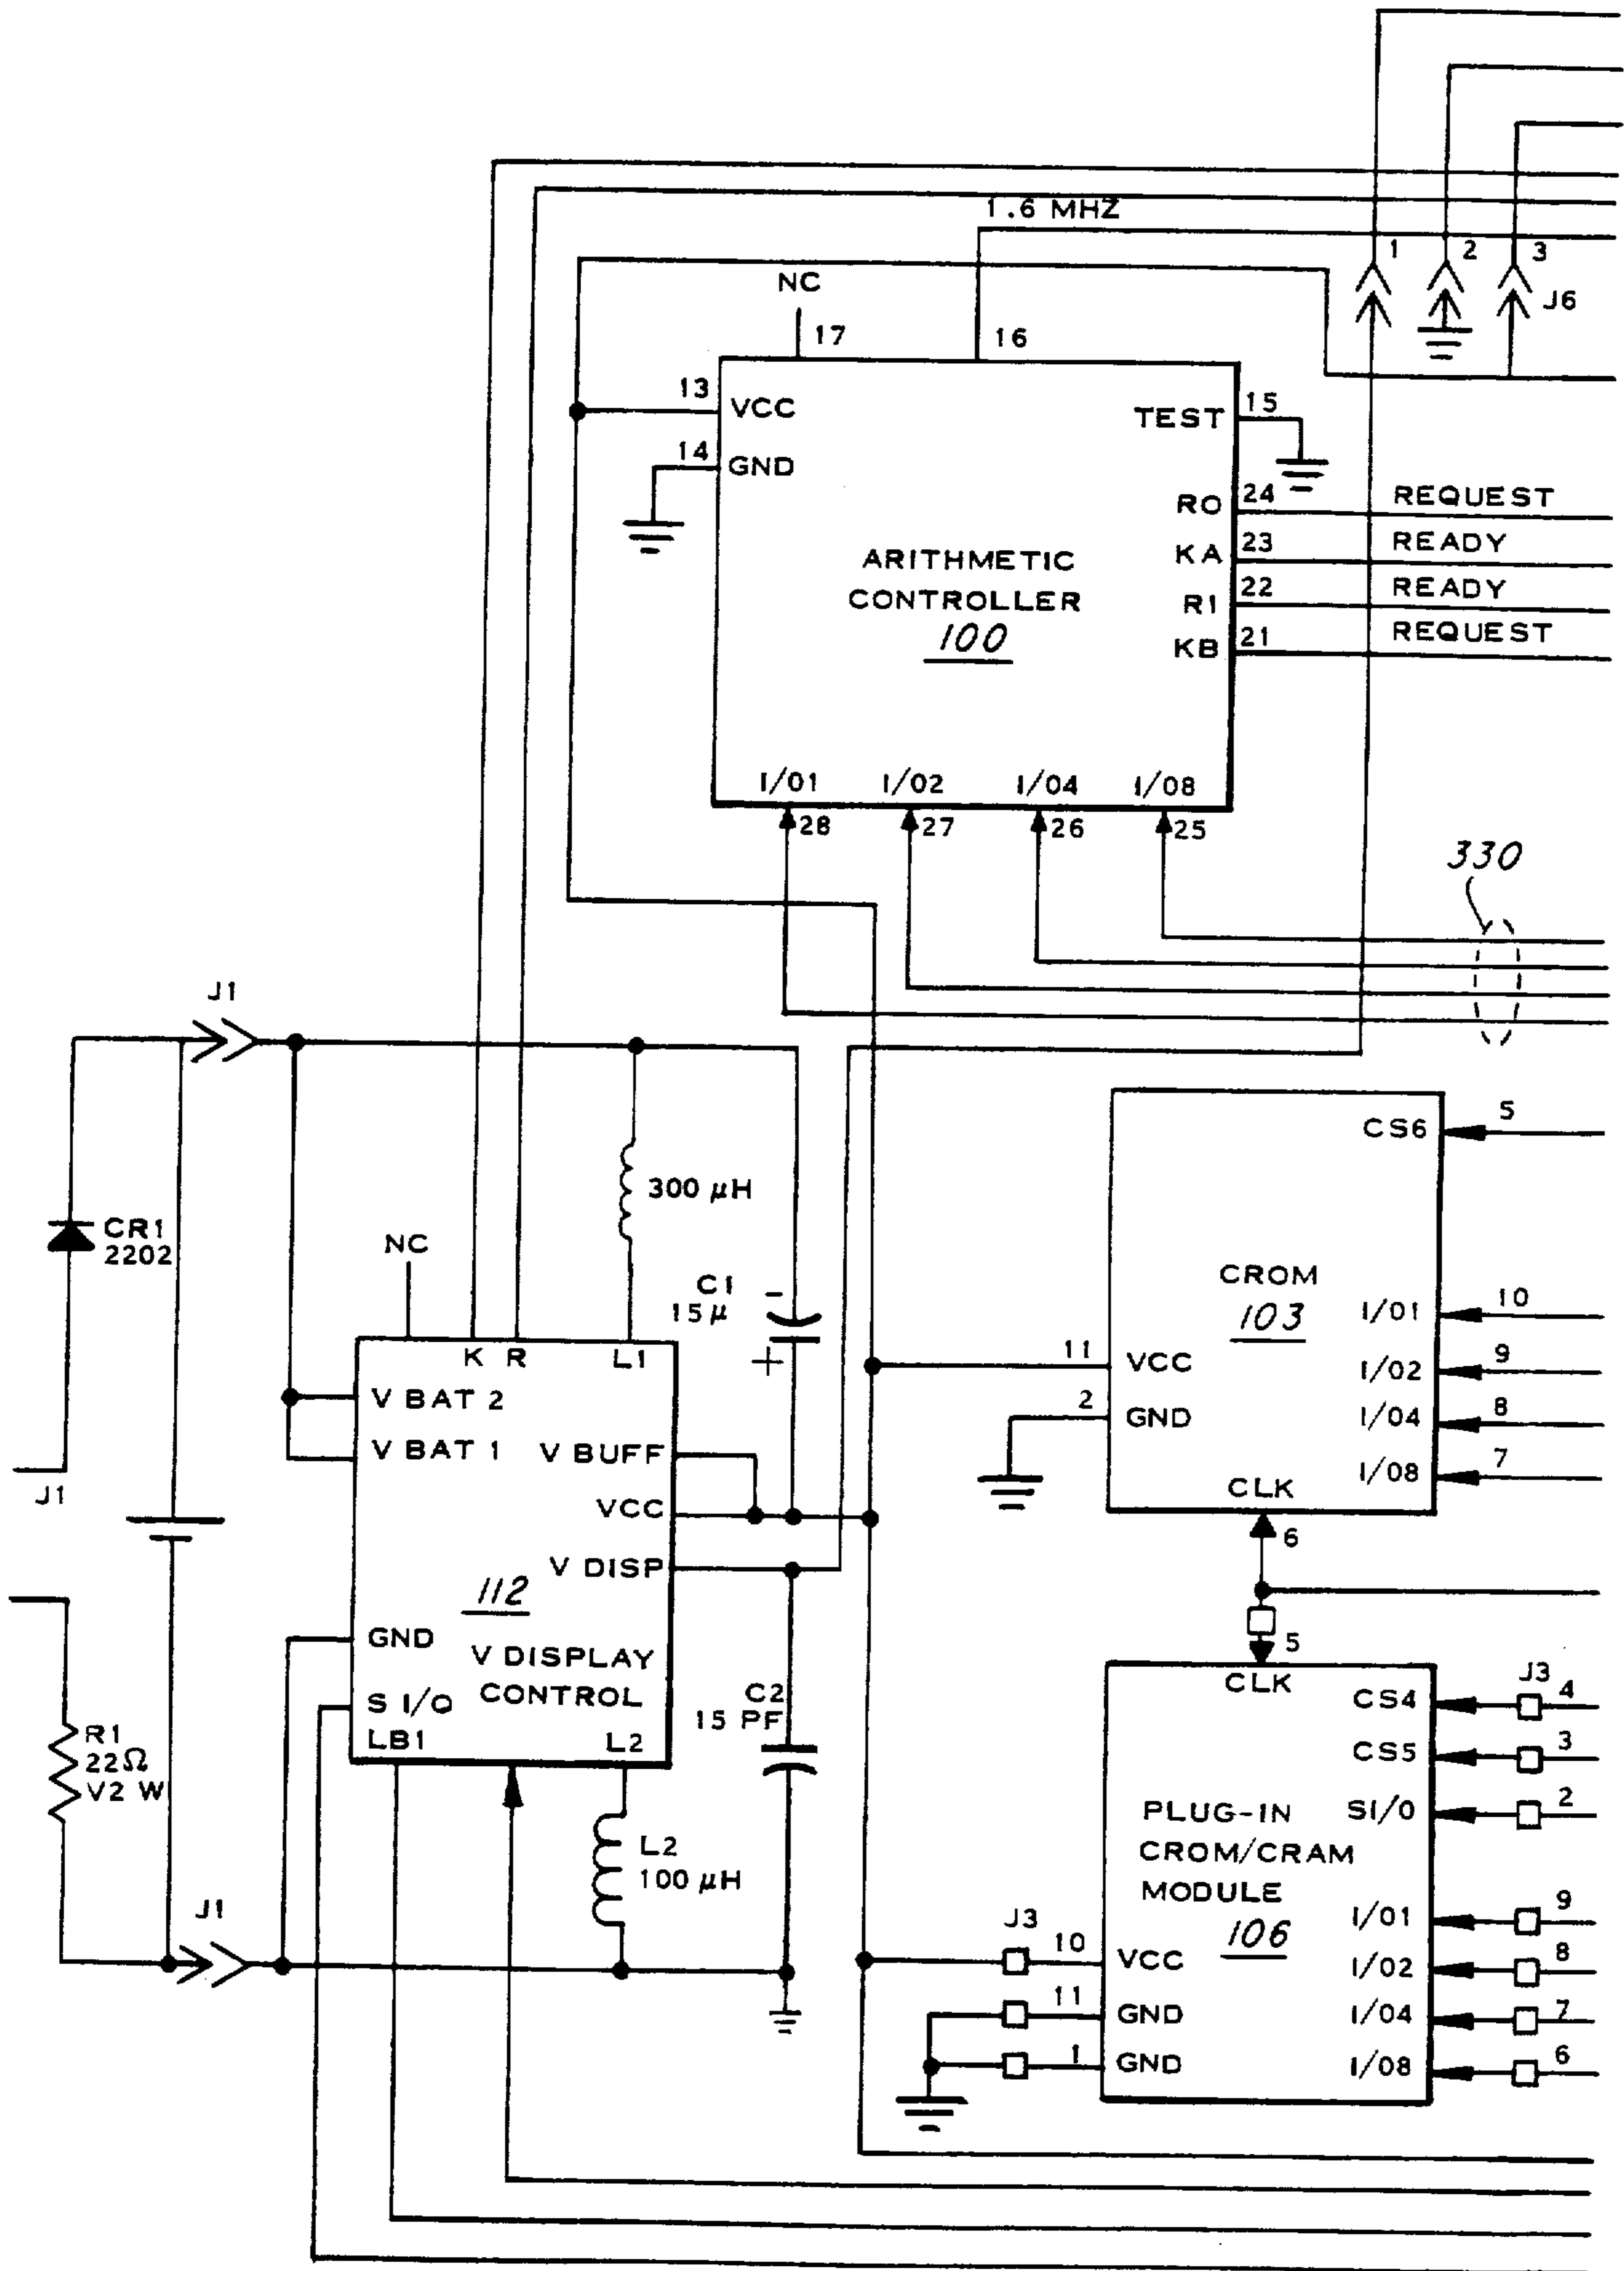 1.6 MHZ
1 2 3
J6
NC
17 16
13 VCC
14 GND
TEST 15
RO 24 REQUEST
KA 23 READY
R1 22 READY
KB 21 REQUEST
ARITHMETIC
CONTROLLER
100
I/01 I/02 I/04 I/08
28 27 26 25
330
J1
CR1
2202
J1
NC
300 μH
C1
15μ
-
+
K R L1
V BAT 2
V BAT 1
V BUFF
VCC
V DISP
112
V DISPLAY
CONTROL
GND
S I/O
LB1
L2
R1
22Ω
V2 W
J1
C2
15 PF
L2
100 μH
CS6 5
CROM
103
I/01 10
11 VCC
I/02 9
2 GND
I/04 8
I/08 7
CLK
6
5
CLK
J3
CS4 4
CS5 3
SI/0 2
PLUG-IN
CROM/CRAM
MODULE
106
I/01 9
J3
10 VCC
I/02 8
11 GND
I/04 7
1 GND
I/08 6